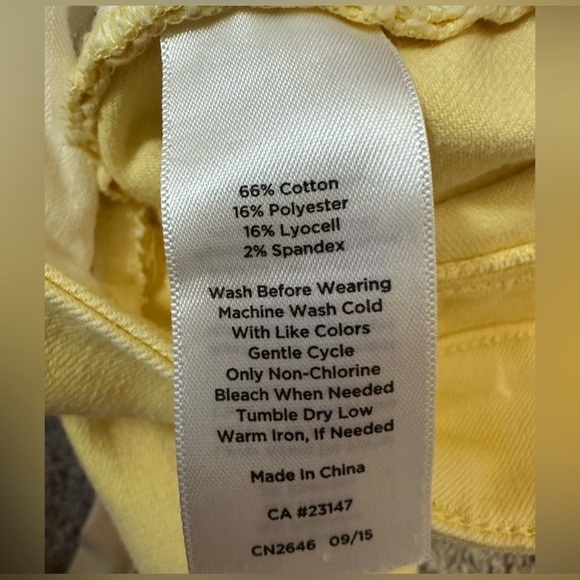 66% Cotton
16% Polyester
16% Lyocell
2% Spandex
Wash Before Wearing
Machine Wash Cold
With Like Colors
Gentle Cycle
Only Non-Chlorine
Bleach When Needed
Tumble Dry Low
Warm Iron, If Needed
Made In China
CA #23147
CN2646 09/15